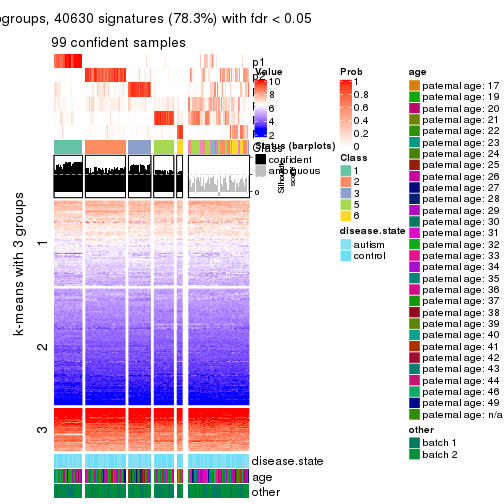 ogroups, 40630 signatures (78.3%) with fdr < 0.05
99 confident samples
p1
p2
Class
1
2
3
k-means with 3 groups
disease.state
age
other
Value
10
8
6
4
2
Status (barplots)
confident
ambiguous
0
Silhouette
score
Prob
1
0.8
0.6
0.4
0.2
0
Class
1
2
3
5
6
disease.state
autism
control
age
paternal age: 17
paternal age: 19
paternal age: 20
paternal age: 21
paternal age: 22
paternal age: 23
paternal age: 24
paternal age: 25
paternal age: 26
paternal age: 27
paternal age: 28
paternal age: 29
paternal age: 30
paternal age: 31
paternal age: 32
paternal age: 33
paternal age: 34
paternal age: 35
paternal age: 36
paternal age: 37
paternal age: 38
paternal age: 39
paternal age: 40
paternal age: 41
paternal age: 42
paternal age: 43
paternal age: 44
paternal age: 46
paternal age: 49
paternal age: n/a
other
batch 1
batch 2